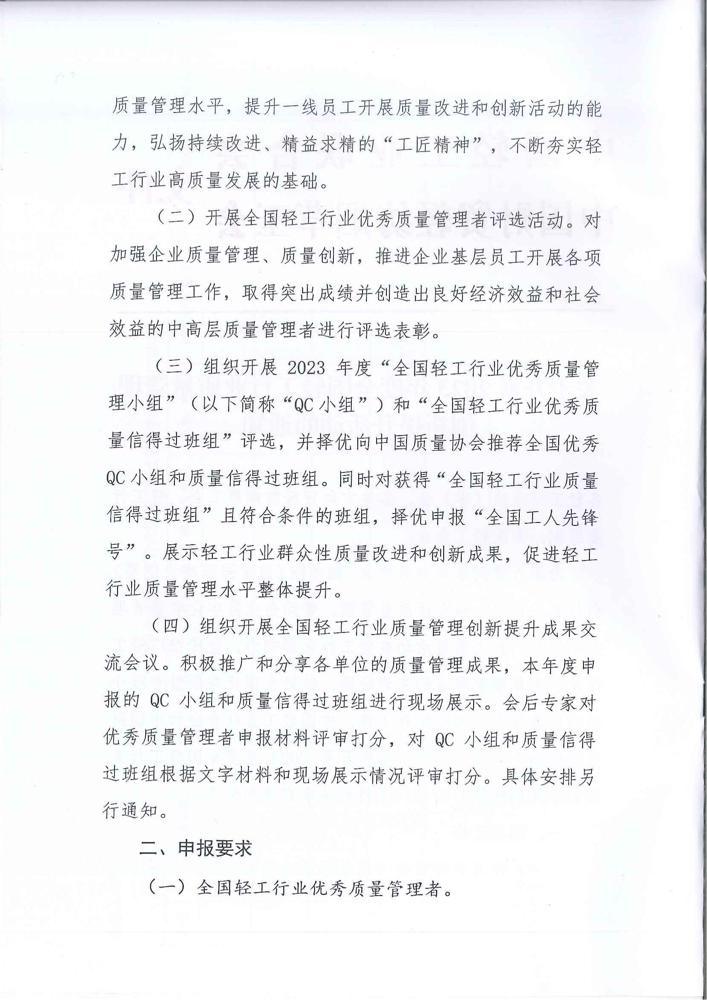 质量管理水平，提升一线员工开展质量改进和创新活动的能
力，弘扬持续改进、精益求精的“工匠精神”，不断夯实轻
工行业高质量发展的基础。
（二）开展全国轻工行业优秀质量管理者评选活动。对
加强企业质量管理、质量创新，推进企业基层员工开展各项
质量管理工作，取得突出成绩并创造出良好经济效益和社会
效益的中高层质量管理者进行评选表彰。
（三）组织开展 2023 年度“全国轻工行业优秀质量管
理小组”（以下简称“QC小组”）和“全国轻工行业优秀质
量信得过班组”评选，并择优向中国质量协会推荐全国优秀
QC小组和质量信得过班组。同时对获得“全国轻工行业质量
信得过班组”且符合条件的班组，择优申报“全国工人先锋
号”。展示轻工行业群众性质量改进和创新成果，促进轻工
行业质量管理水平整体提升。
（四）组织开展全国轻工行业质量管理创新提升成果交
流会议。积极推广和分享各单位的质量管理成果，本年度申
报的 QC 小组和质量信得过班组进行现场展示。会后专家对
优秀质量管理者申报材料评审打分，对 QC 小组和质量信得
过班组根据文字材料和现场展示情况评审打分。具体安排另
行通知。
二、申报要求
（一）全国轻工行业优秀质量管理者。